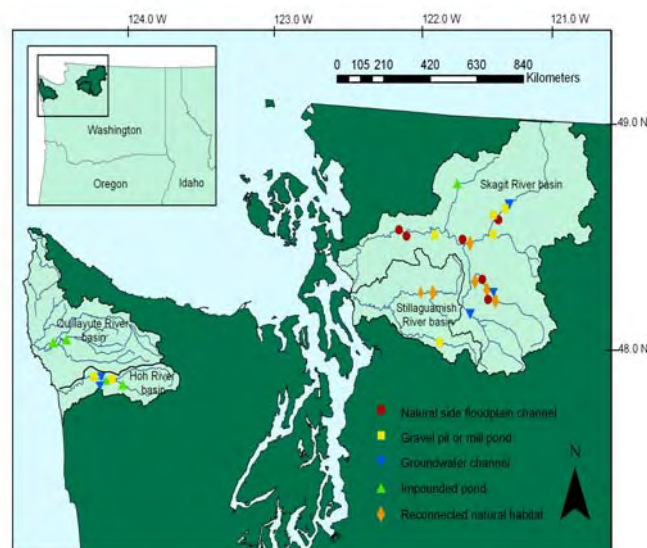 124.0 W
123.0 W
122.0 W
121.0 W
0 105 210 420 630 840
Kilometers
49.0 N
Washington
Oregon
Idaho
Skagit River basin
Quillayute River
basin
Stillaguamish
River basin
Hoh River
basin
48.0 N
Natural side floodplain channel
Gravel pit or mill pond
Groundwater channel
Impounded pond
Reconnected natural habitat
N